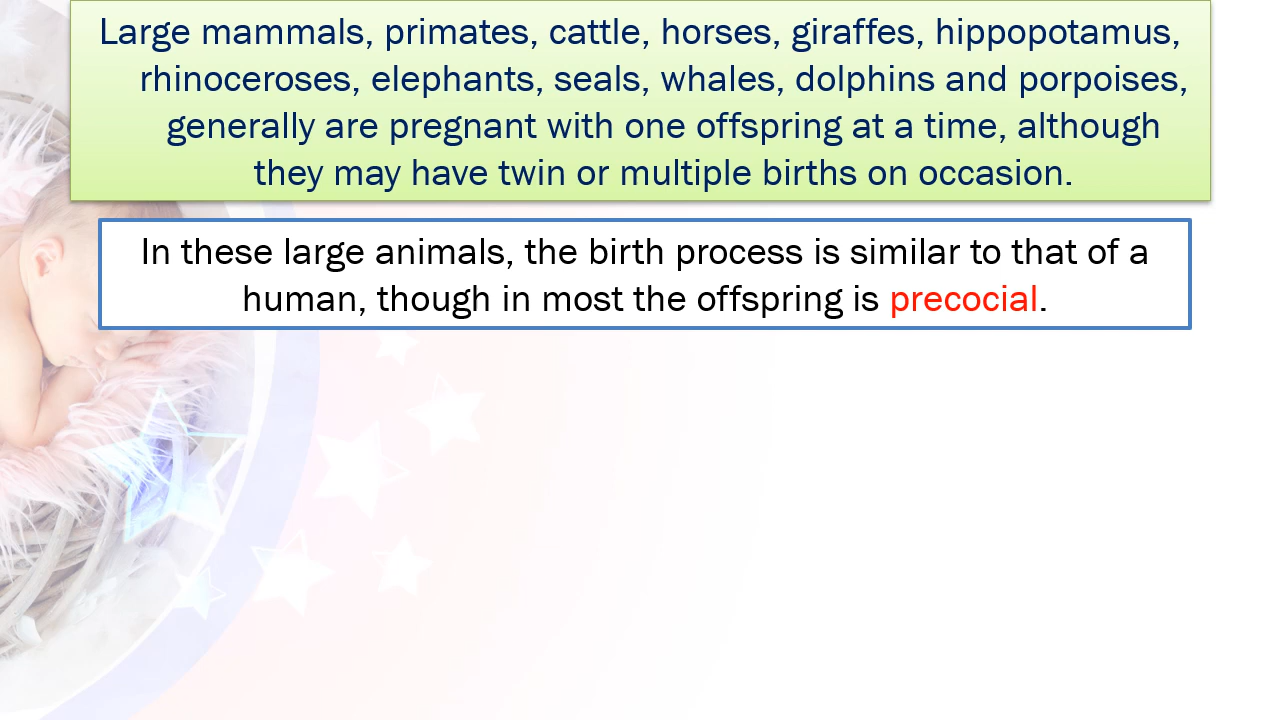 Large mammals, primates, cattle, horses, giraffes, hippopotamus,
rhinoceroses, elephants, seals, whales, dolphins and porpoises,
generally are pregnant with one offspring at a time, although
they may have twin or multiple births on occasion.
In these large animals, the birth process is similar to that of a
human, though in most the offspring is precocial.